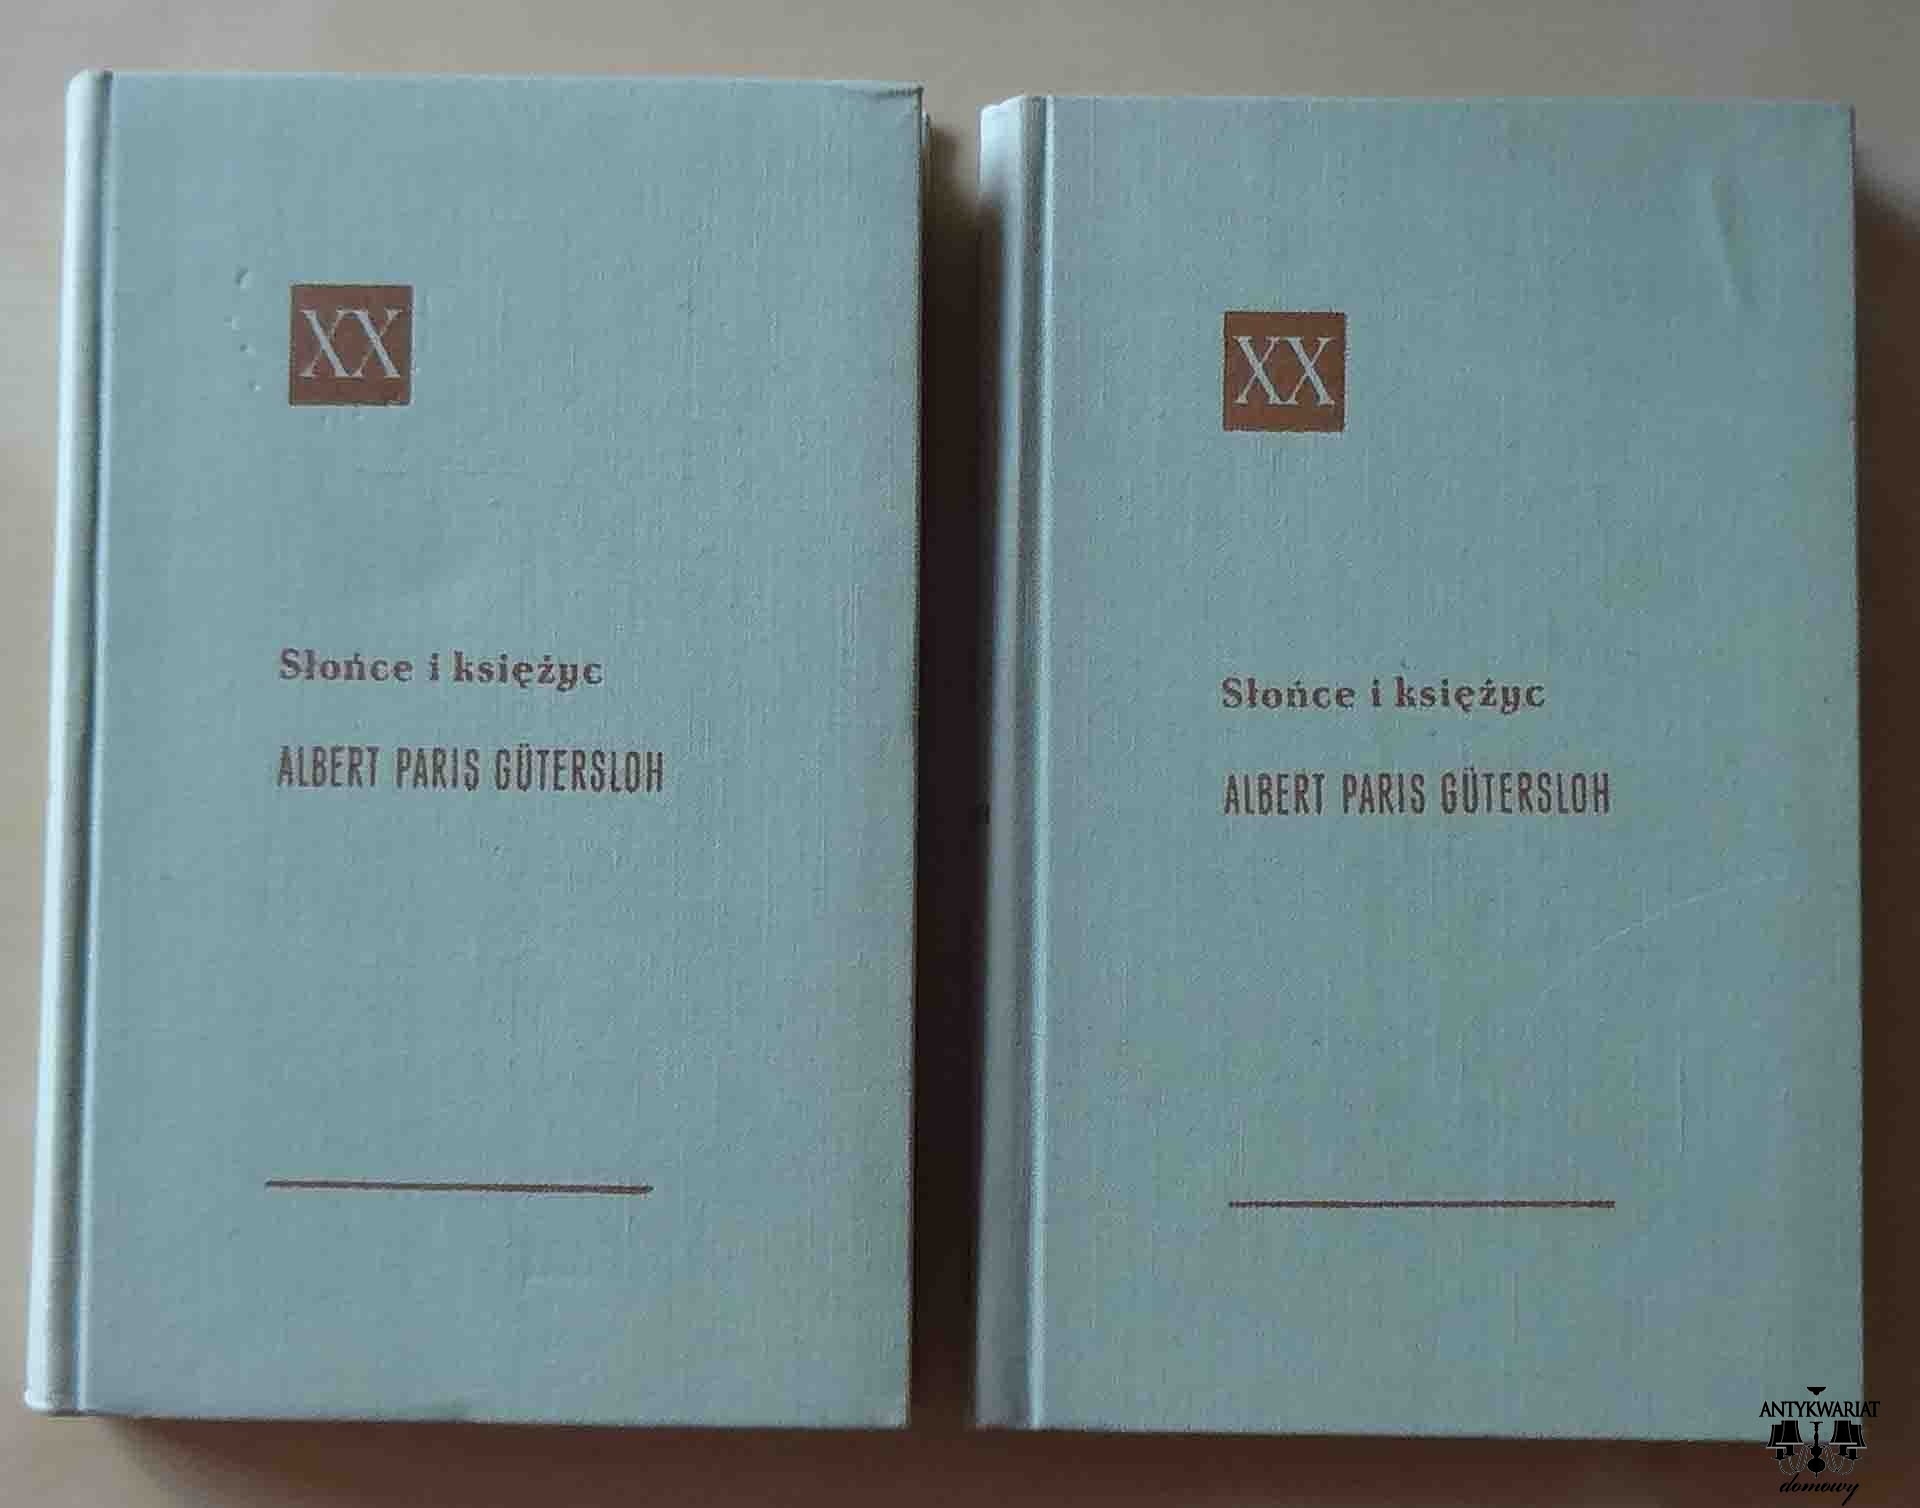 XX
Słońce i księżyc
ALBERT PARIS GÜTERSLOH
XX
Słońce i księżyc
ALBERT PARIS GÜTERSLOH
ANTYKWARIAT
domowy